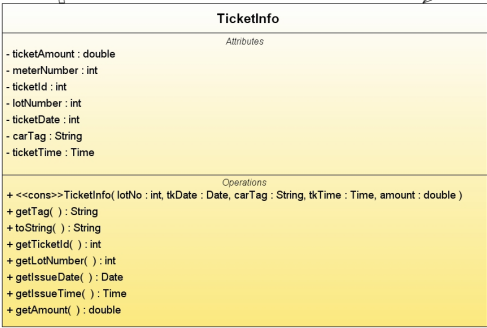 TicketInfo
Attributes
- ticketAmount : double
- meterNumber : int
- ticketId : int
- lotNumber : int
- ticketDate : int
- carTag : String
- ticketTime : Time
Operations
+ <<cons>>TicketInfo( lotNo : int, tkDate : Date, carTag : String, tkTime : Time, amount : double )
+ getTag( ) : String
+ toString( ) : String
+ getTicketId( ) : int
+ getLotNumber( ) : int
+ getIssueDate( ) : Date
+ getIssueTime( ) : Time
+ getAmount( ) : double